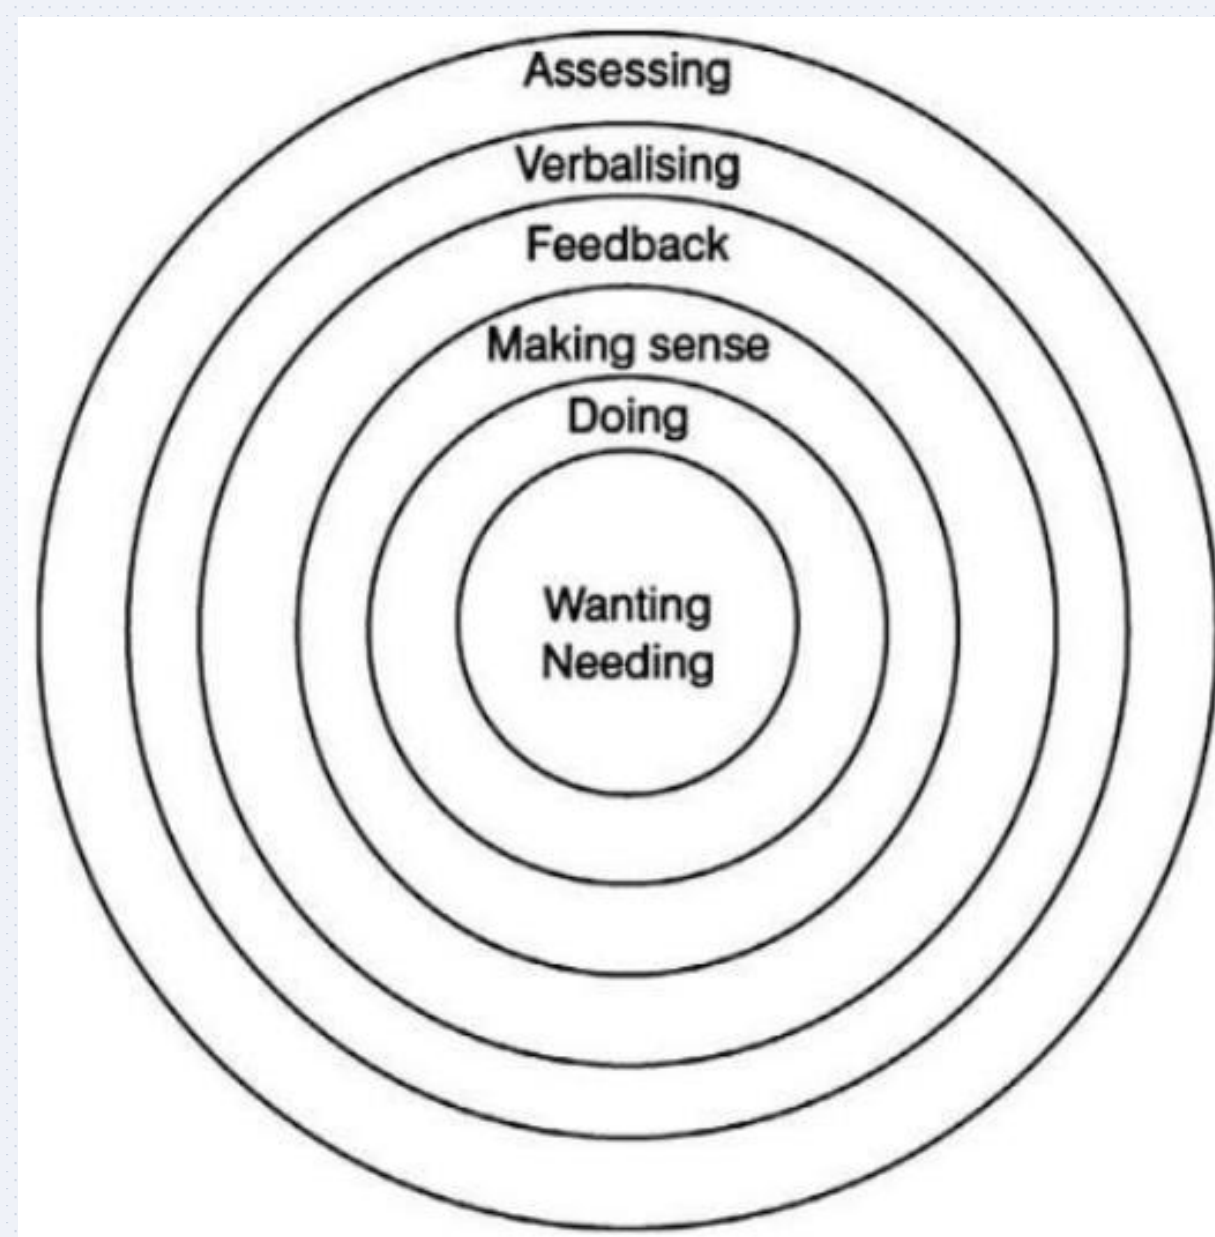 Assessing
Verbalising
Feedback
Making sense
Doing
Wanting
Needing